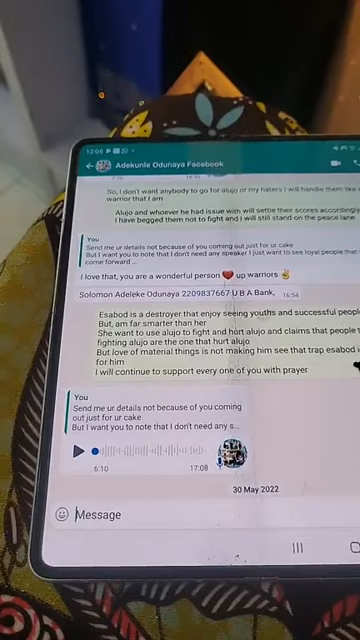 12:05
Adekunle Odunaya Facebook
So, I don't want anybody to go for alujo or my haters I will handle them like
warrior that I am
Alujo and whoever he had issue with will settle their scores accordingly
I have begged them not to fight and I will still stand on the peace lane
You
Send me ur details not because of you coming out just for ur cake
But I want you to note that I don't need any speaker! I just want to see loyal people that
come forward ...
I love that, you are a wonderful person ❤️ up warriors ✌️
Solomon Adeleke Odunaya 2209837667 U B A Bank,
16:54
Esabod is a destroyer that enjoy seeing youths and successful peopl
But, am far smarter than her
She want to use alujo to fight and hurt alujo and claims that people t
fighting alujo are the one that hurt alujo
But love of material things is not making him see that trap esabod i
for him
I will continue to support every one of you with prayer
You
Send me ur details not because of you coming
out just for ur cake
But I want you to note that I don't need any s...
6:10
17:08
30 May 2022
Message